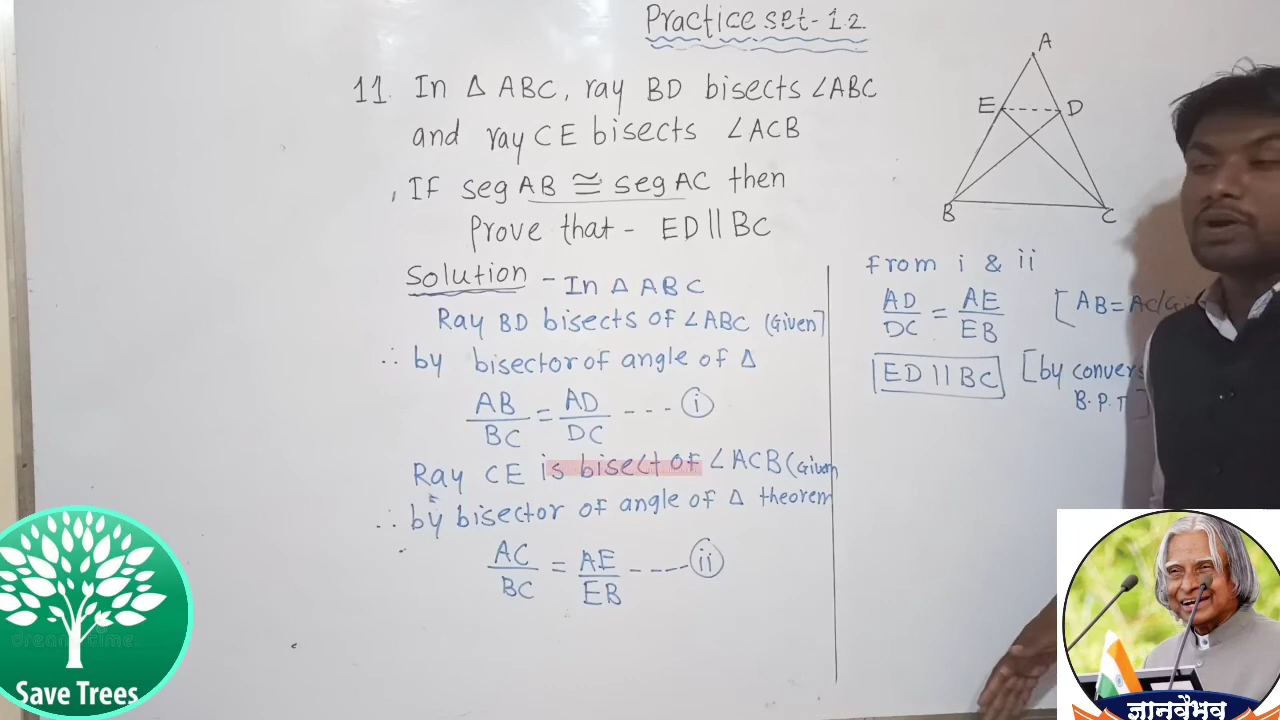 Practice set-1.2
A
E
D
B
C
11. In Δ ABC, ray BD bisects ∠ABC
and ray CE bisects ∠ACB
, If seg AB ≅ seg AC then
Prove that - ED || BC
Solution - In Δ ABC
Ray BD bisects of ∠ABC (Given]
∴ by bisector of angle of Δ
AB/BC = AD/DC --- ⓘ
Ray CE is bisect of ∠ACB (Given
∴ by bisector of angle of Δ theorem
AC/BC = AE/EB ---- ii
from i & ii
AD/DC = AE/EB [AB = AC
ED || BC [by convers
B.P.T]
dreamstime
Save Trees
ज्ञानवैभव